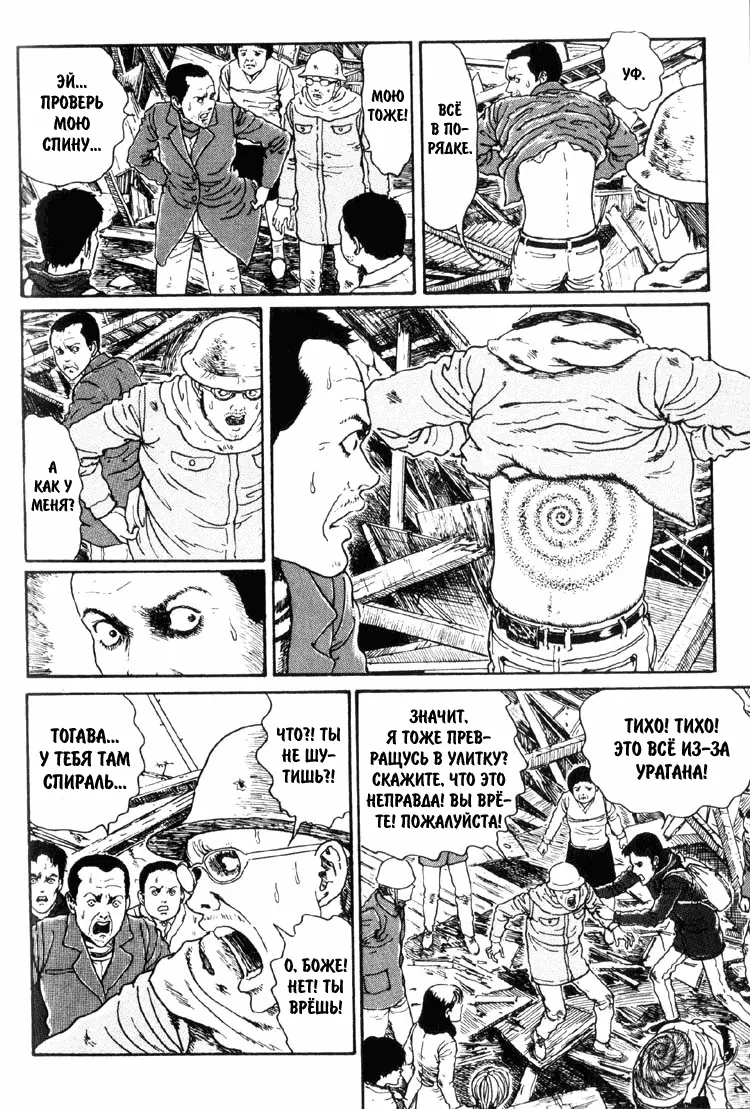 ЭЙ...
ПРОВЕРЬ
МОЮ
СПИНУ...
МОЮ
ТОЖЕ!
ВСЁ
В ПО-
РЯДКЕ.
УФ.
А
КАК У
МЕНЯ?
ТОГАВА...
У ТЕБЯ ТАМ
СПИРАЛЬ...
ЧТО?! ТЫ
НЕ ШУ-
ТИШЬ?!
О, БОЖЕ!
НЕТ! ТЫ
ВРЁШЬ!
ЗНАЧИТ,
Я ТОЖЕ ПРЕВ-
РАЩУСЬ В УЛИТКУ?
СКАЖИТЕ, ЧТО ЭТО
НЕПРАВДА! ВЫ ВРЁ-
ТЕ! ПОЖАЛУЙСТА!
ТИХО! ТИХО!
ЭТО ВСЁ ИЗ-ЗА
УРАГАНА!